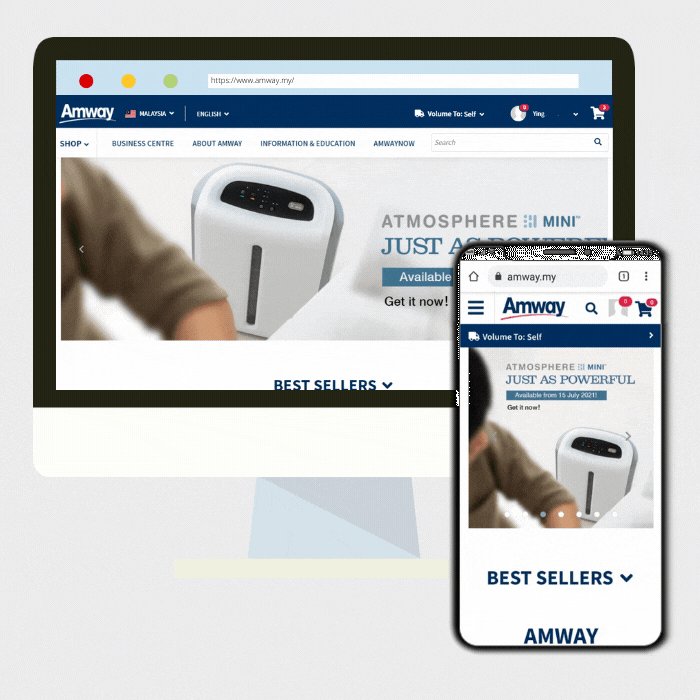 https://www.amway.my/
Amway MALAYSIA ENGLISH Volume To: Self 0 Ying 3
SHOP BUSINESS CENTRE ABOUT AMWAY INFORMATION & EDUCATION AMWAYNOW Search
ATMOSPHERE MINI™
JUST AS POWERFUL
Available
Get it now!
BEST SELLERS
amway.my 1
Amway 0 0
Volume To: Self
ATMOSPHERE MINI™
JUST AS POWERFUL
Available from 15 July 2021!
Get it now!
BEST SELLERS
AMWAY